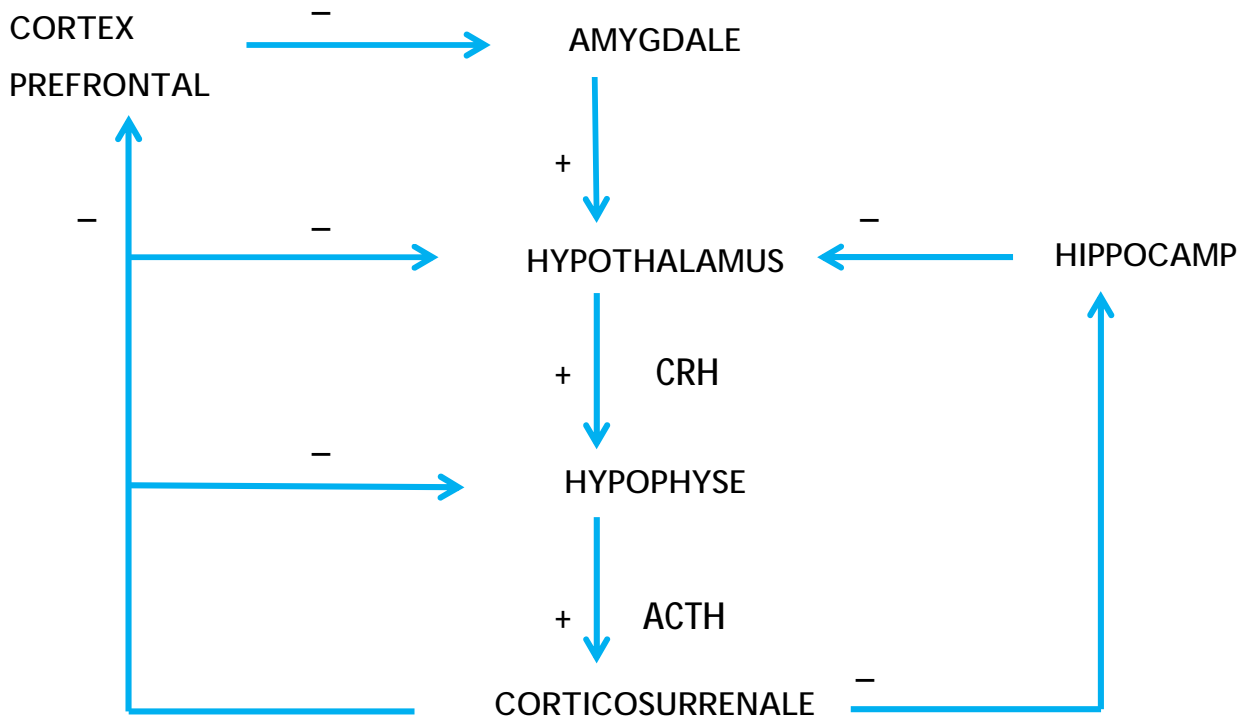 –
CORTEX
PREFRONTAL
AMYGDALE
+
–
–
–
HYPOTHALAMUS
HIPPOCAMP
+
CRH
–
HYPOPHYSE
+
ACTH
–
CORTICOSURRENALE